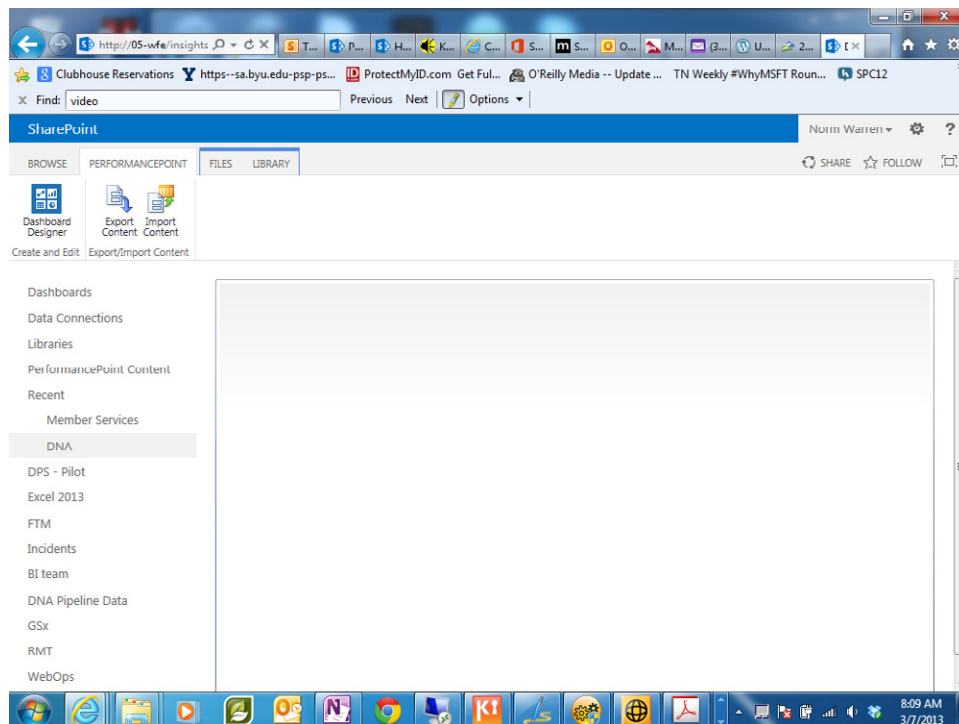 http://05-wfe/insights
T...
P...
H...
K...
C...
S...
m S...
O...
M...
(3...
U...
2...
Clubhouse Reservations
Y https--sa.byu.edu-psp-ps...
ID ProtectMyID.com Get Ful...
O'Reilly Media -- Update ...
TN Weekly #WhyMSFT Roun...
SPC12
x Find: video
Previous Next Options
SharePoint
Norm Warren
?
BROWSE PERFORMANCEPOINT FILES LIBRARY
SHARE FOLLOW
Dashboard Designer
Export Content
Import Content
Create and Edit
Export/Import Content
Dashboards
Data Connections
Libraries
PerformancePoint Content
Recent
Member Services
DNA
DPS - Pilot
Excel 2013
FTM
Incidents
BI team
DNA Pipeline Data
GSx
RMT
WebOps
8:09 AM
3/7/2013